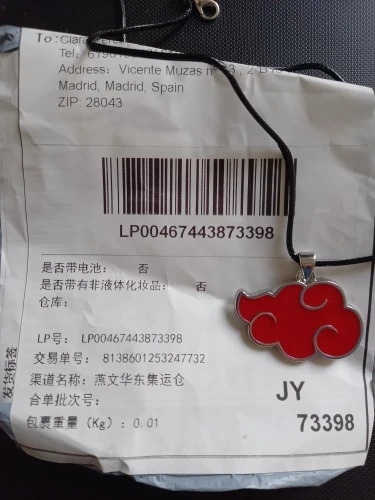 To: Clara
Tel:
Address: Vicente Muzas nº
Madrid, Madrid, Spain
ZIP: 28043
LP00467443873398
是否带电池： 否
是否带有非液体化妆品： 否
仓库：
LP号： LP00467443873398
交易单号： 8138601253247732
渠道名称： 燕文华东集运仓
合单批次号：
JY
包裹重量（Kg）：0.01
73398
发货标签